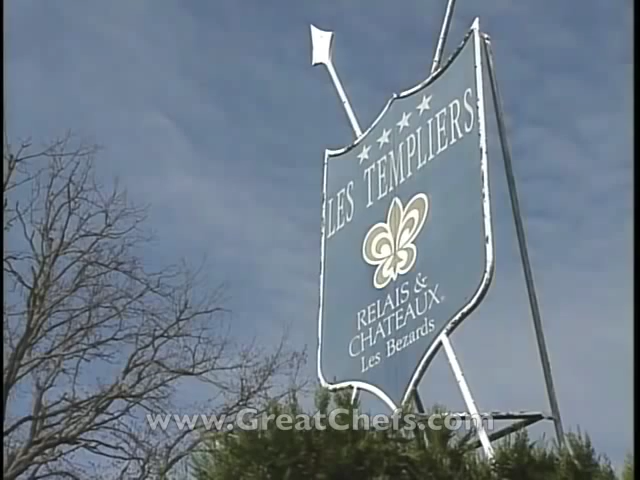 LES TEMPLIERS
RELAIS &
CHATEAUX
Les Bezards
www.GreatChefs.com